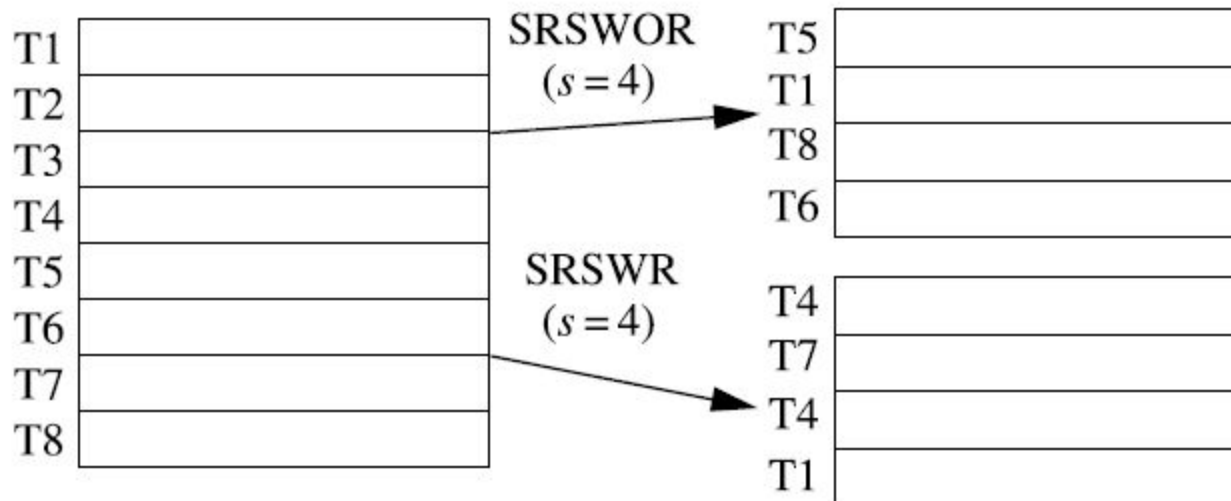 T1
T2
T3
T4
T5
T6
T7
T8
SRSWOR
(s = 4)
SRSWR
(s = 4)
T5
T1
T8
T6
T4
T7
T4
T1